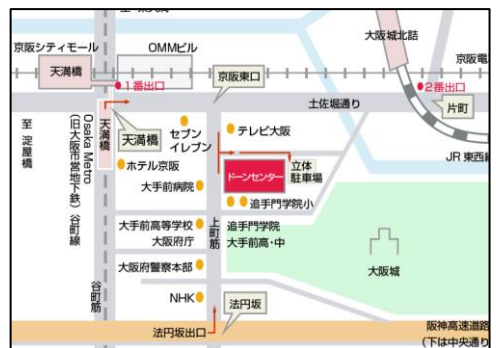 京阪シティモール
OMMビル
大阪城北詰
天満橋
京阪電
1番出口
2番出口
京阪東口
土佐堀通り
片町
至 淀屋橋
Osaka Metro
(旧大阪市営地下鉄)谷町線
天満橋
天満橋
セブン
イレブン
テレビ大阪
JR東西線
ホテル京阪
ドーンセンター
立体
駐車場
大手前病院
追手門学院小
大手前高等学校
大阪府庁
上町筋
追手門学院
大手前高・中
大阪城
大阪府警察本部
谷町筋
NHK
法円坂
法円坂出口
阪神高速道路
(下は中央通り